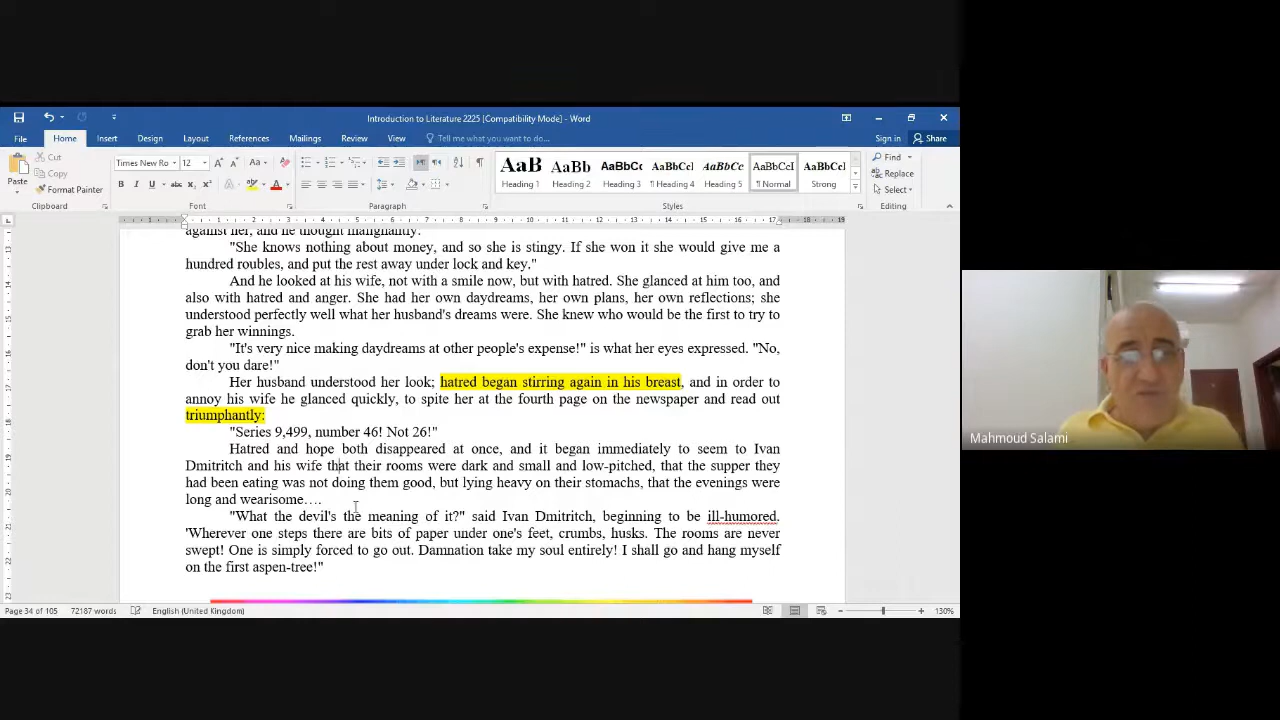 Introduction to Literature 2225 [Compatibility Mode] - Word
File Home Insert Design Layout References Mailings Review View Tell me what you want to do... Sign in Share
Paste Cut Copy Format Painter Clipboard
Times New Ro 12 Font
Paragraph
AaB AaBb AaBbCc AaBbCcl AaBbCc AaBbCcI AaBbCcl
Heading 1 Heading 2 Heading 3 ¶ Heading 4 Heading 5 ¶ Normal Strong
Styles
Find Replace Select Editing
against her, and he thought malignantly:
"She knows nothing about money, and so she is stingy. If she won it she would give me a
hundred roubles, and put the rest away under lock and key."
And he looked at his wife, not with a smile now, but with hatred. She glanced at him too, and
also with hatred and anger. She had her own daydreams, her own plans, her own reflections; she
understood perfectly well what her husband's dreams were. She knew who would be the first to try to
grab her winnings.
"It's very nice making daydreams at other people's expense!" is what her eyes expressed. "No,
don't you dare!"
Her husband understood her look; hatred began stirring again in his breast, and in order to
annoy his wife he glanced quickly, to spite her at the fourth page on the newspaper and read out
triumphantly:
"Series 9,499, number 46! Not 26!"
Hatred and hope both disappeared at once, and it began immediately to seem to Ivan
Dmitritch and his wife that their rooms were dark and small and low-pitched, that the supper they
had been eating was not doing them good, but lying heavy on their stomachs, that the evenings were
long and wearisome….
"What the devil's the meaning of it?" said Ivan Dmitritch, beginning to be ill-humored.
'Wherever one steps there are bits of paper under one's feet, crumbs, husks. The rooms are never
swept! One is simply forced to go out. Damnation take my soul entirely! I shall go and hang myself
on the first aspen-tree!"
Page 34 of 105 72187 words English (United Kingdom) 130%
Mahmoud Salami